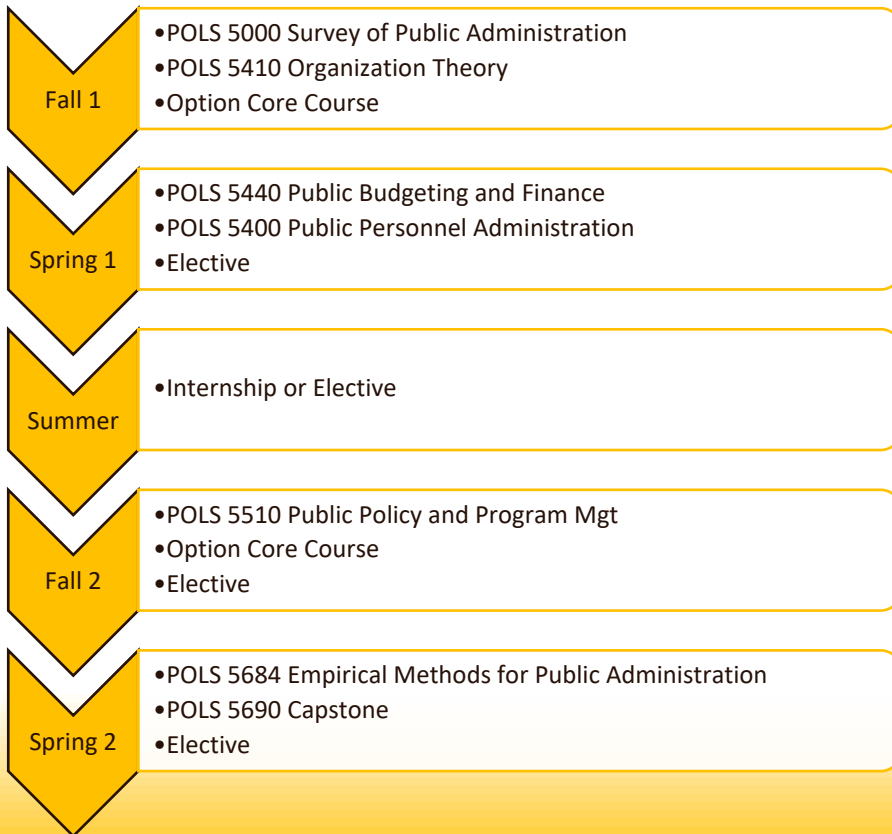 Fall 1
•POLS 5000 Survey of Public Administration
•POLS 5410 Organization Theory
•Option Core Course
Spring 1
•POLS 5440 Public Budgeting and Finance
•POLS 5400 Public Personnel Administration
•Elective
Summer
•Internship or Elective
Fall 2
•POLS 5510 Public Policy and Program Mgt
•Option Core Course
•Elective
Spring 2
•POLS 5684 Empirical Methods for Public Administration
•POLS 5690 Capstone
•Elective